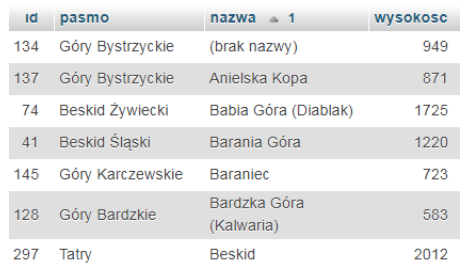 id pasmo nazwa 1 wysokosc
134 Góry Bystrzyckie (brak nazwy) 949
137 Góry Bystrzyckie Anielska Kopa 871
74 Beskid Żywiecki Babia Góra (Diablak) 1725
41 Beskid Śląski Barania Góra 1220
145 Góry Karczewskie Baraniec 723
128 Góry Bardzkie Bardzka Góra (Kalwaria) 583
297 Tatry Beskid 2012